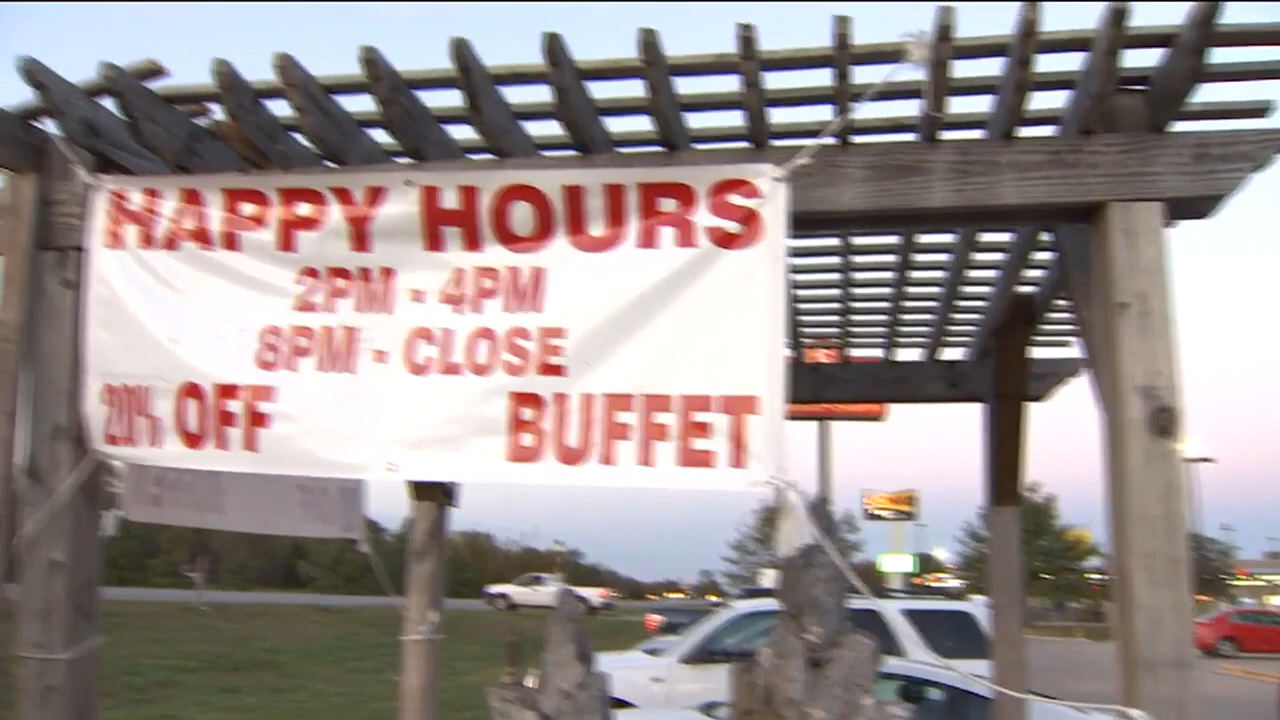 HAPPY HOURS
2PM - 4PM
8PM - CLOSE
20% OFF BUFFET